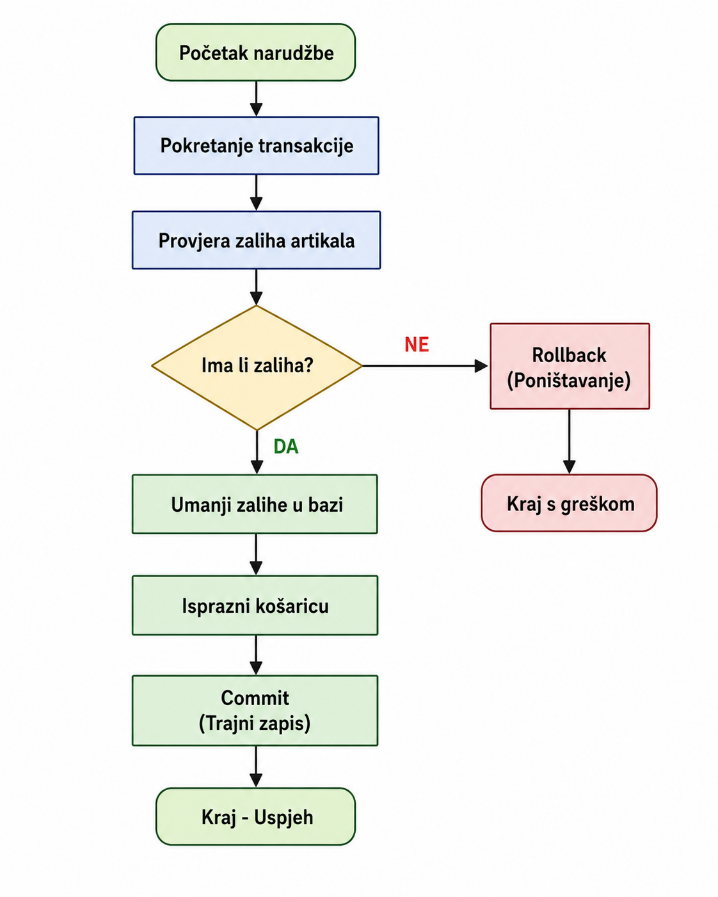 Početak narudžbe
Pokretanje transakcije
Provjera zaliha artikala
Ima li zaliha?
NE
Rollback
(Poništavanje)
DA
Umanji zalihe u bazi
Kraj s greškom
Isprazni košaricu
Commit
(Trajni zapis)
Kraj - Uspjeh